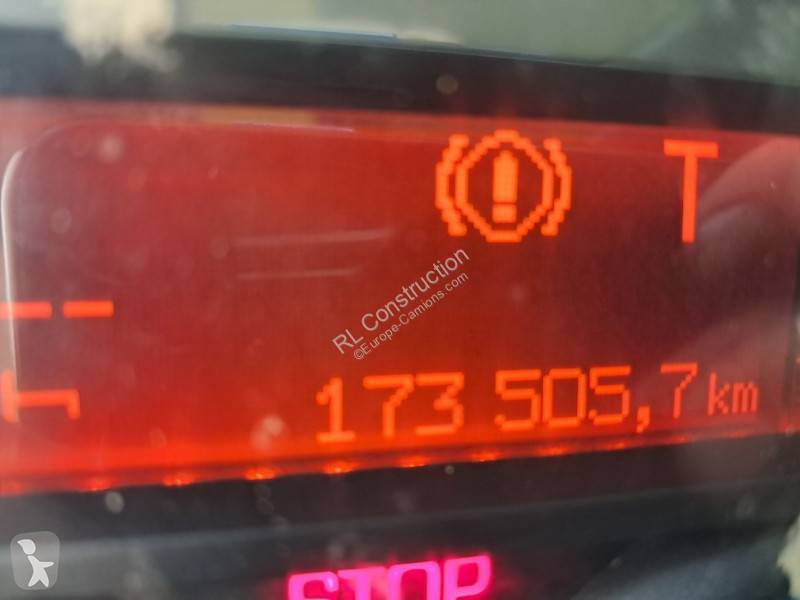 T
RL Construction
©Europe-Camions.com
173 505,7 km
STOP